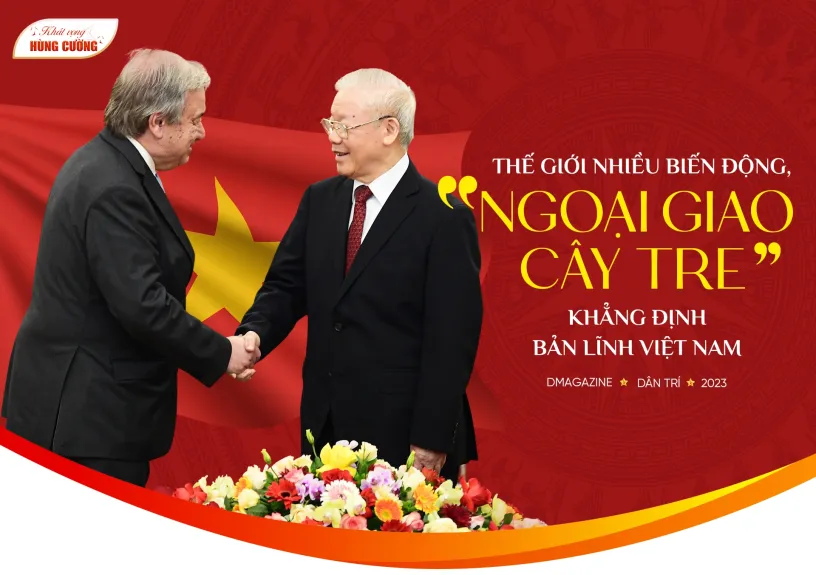 Khát vọng
HÙNG CƯỜNG
THẾ GIỚI NHIỀU BIẾN ĐỘNG,
“NGOẠI GIAO
CÂY TRE”
KHẲNG ĐỊNH
BẢN LĨNH VIỆT NAM
DMAGAZINE ★ DÂN TRÍ ★ 2023